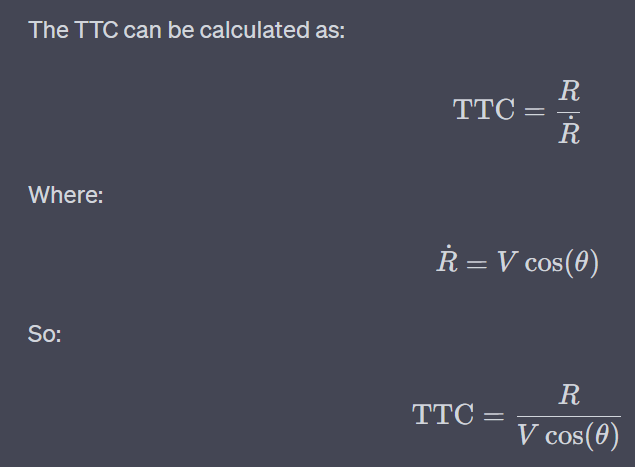 The TTC can be calculated as:
TTC = R / Ṙ
Where:
Ṙ = V cos(θ)
So:
TTC = R / V cos(θ)